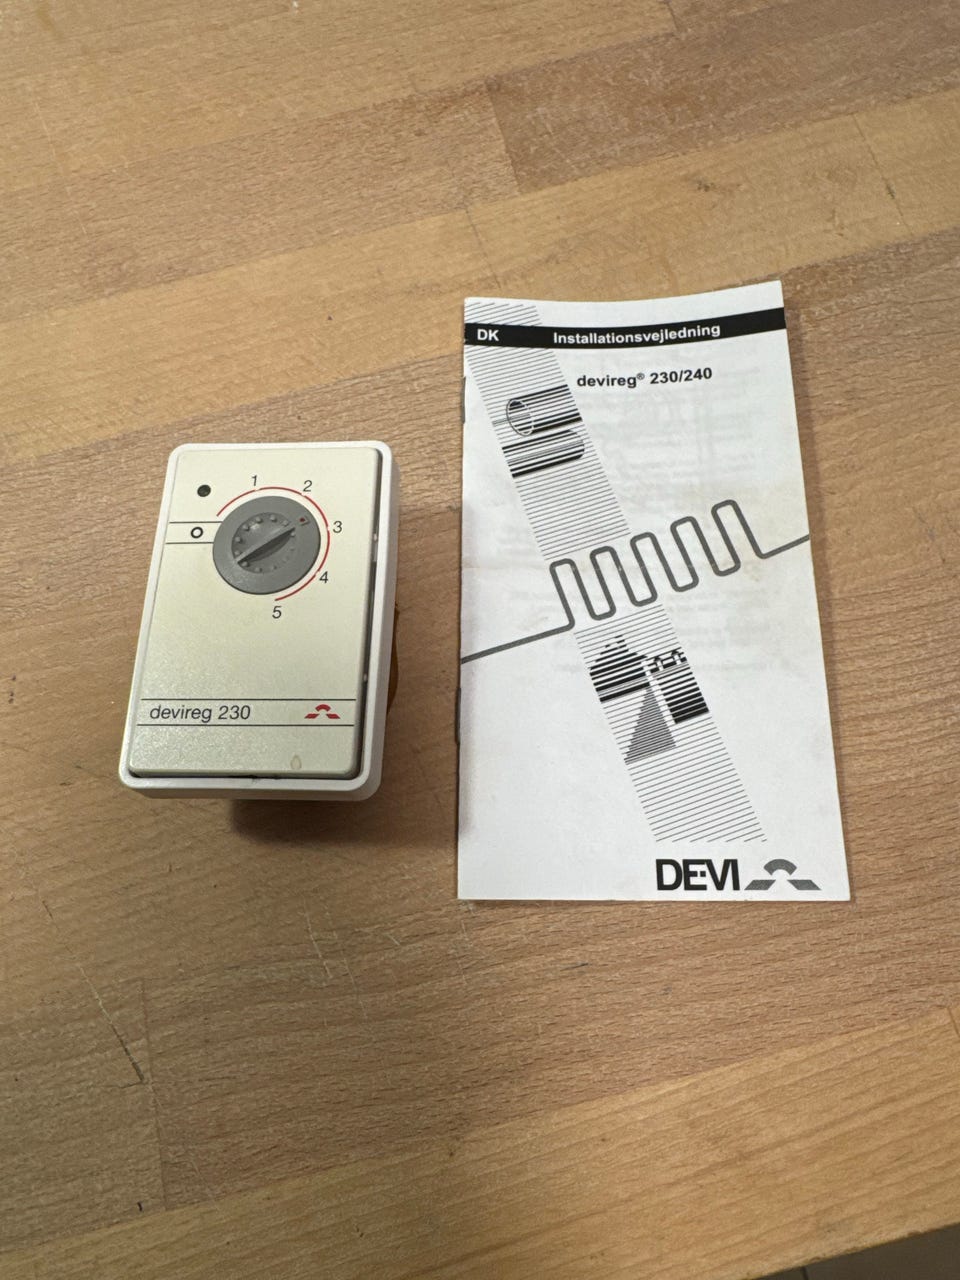 1
2
3
4
5
devireg 230
DK Installationsvejledning
devireg® 230/240
DEVI